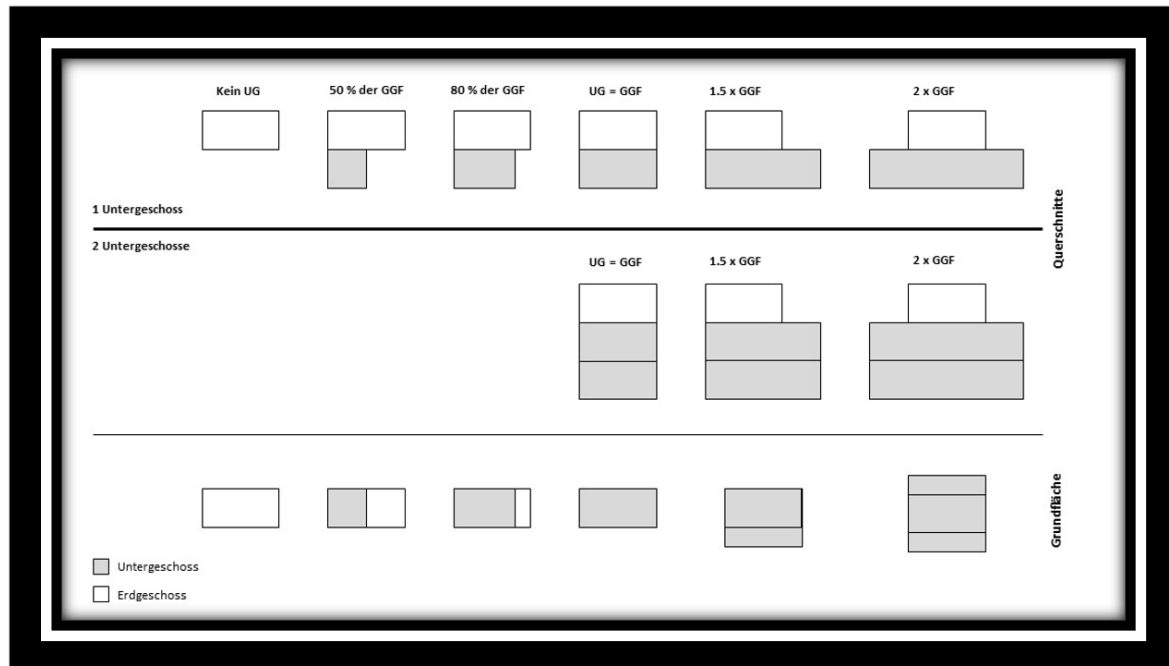 Kein UG
50 % der GGF
80 % der GGF
UG = GGF
1.5 x GGF
2 x GGF
1 Untergeschoss
Querschnitte
2 Untergeschosse
UG = GGF
1.5 x GGF
2 x GGF
Grundfläche
Untergeschoss
Erdgeschoss